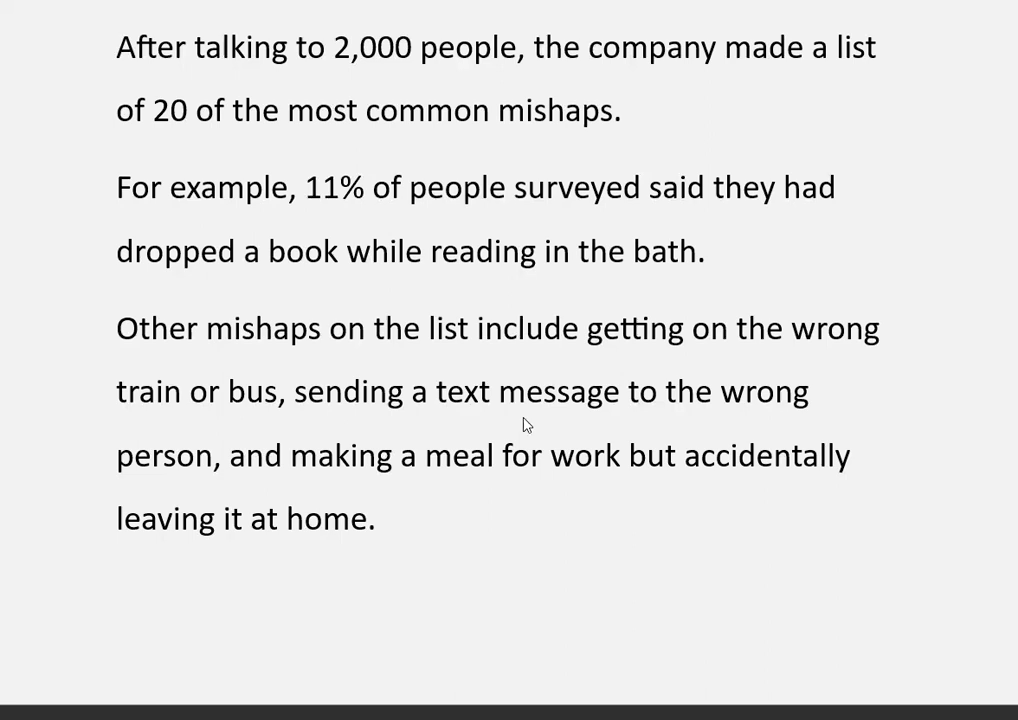 After talking to 2,000 people, the company made a list
of 20 of the most common mishaps.
For example, 11% of people surveyed said they had
dropped a book while reading in the bath.
Other mishaps on the list include getting on the wrong
train or bus, sending a text message to the wrong
person, and making a meal for work but accidentally
leaving it at home.